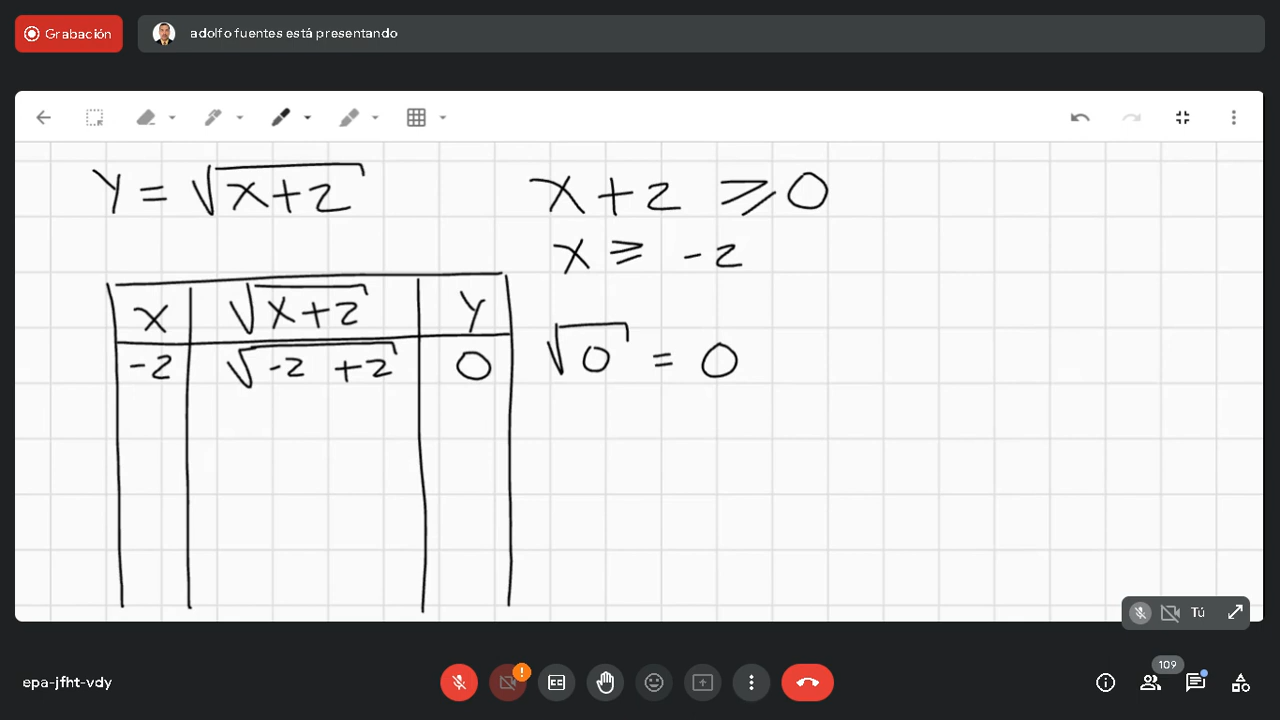 Grabación
adolfo fuentes está presentando
Y = √x+2
x+2 ≥ 0
x ≥ -2
x √x+2 y
-2 √-2 +2 0
√0 = 0
Tú
epa-jfht-vdy
109